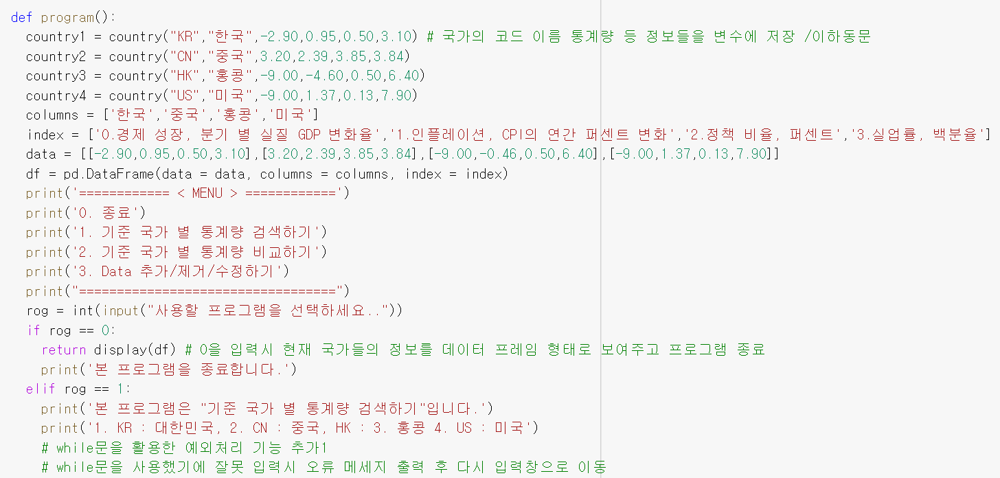 def program():
  country1 = country("KR","한국",-2.90,0.95,0.50,3.10) # 국가의 코드 이름 통계량 등 정보들을 변수에 저장 /이하동문
  country2 = country("CN","중국",3.20,2.39,3.85,3.84)
  country3 = country("HK","홍콩",-9.00,-4.60,0.50,6.40)
  country4 = country("US","미국",-9.00,1.37,0.13,7.90)
  columns = ['한국','중국','홍콩','미국']
  index = ['0.경제 성장, 분기 별 실질 GDP 변화율','1.인플레이션, CPI의 연간 퍼센트 변화','2.정책 비율, 퍼센트','3.실업률, 백분율']
  data = [[-2.90,0.95,0.50,3.10],[3.20,2.39,3.85,3.84],[-9.00,-0.46,0.50,6.40],[-9.00,1.37,0.13,7.90]]
  df = pd.DataFrame(data = data, columns = columns, index = index)
  print('============ < MENU > ============')
  print('0. 종료')
  print('1. 기준 국가 별 통계량 검색하기')
  print('2. 기준 국가 별 통계량 비교하기')
  print('3. Data 추가/제거/수정하기')
  print("==================================")
  rog = int(input("사용할 프로그램을 선택하세요.."))
  if rog == 0:
    return display(df) # 0을 입력시 현재 국가들의 정보를 데이터 프레임 형태로 보여주고 프로그램 종료
    print('본 프로그램을 종료합니다.')
  elif rog == 1:
    print('본 프로그램은 "기준 국가 별 통계량 검색하기"입니다.')
    print('1. KR : 대한민국, 2. CN : 중국, HK : 3. 홍콩 4. US : 미국')
    # while문을 활용한 예외처리 기능 추가1
    # while문을 사용했기에 잘못 입력시 오류 메세지 출력 후 다시 입력창으로 이동